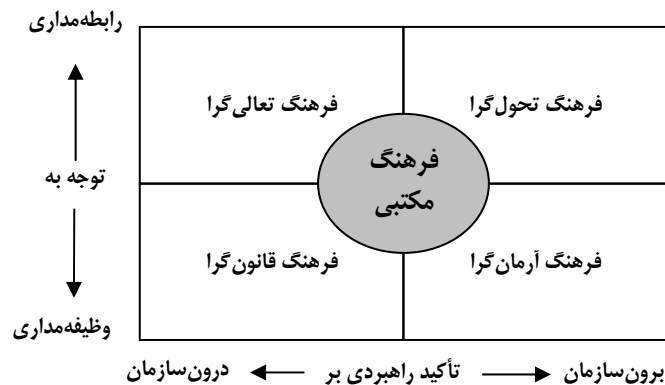 رابطه‌مداری
فرهنگ تحول‌گرا
فرهنگ تعالی‌گرا
فرهنگ
مکتبی
توجه به
فرهنگ آرمان‌گرا
فرهنگ قانون‌گرا
وظیفه‌مداری
برون‌سازمان
تأکید راهبردی بر
درون‌سازمان